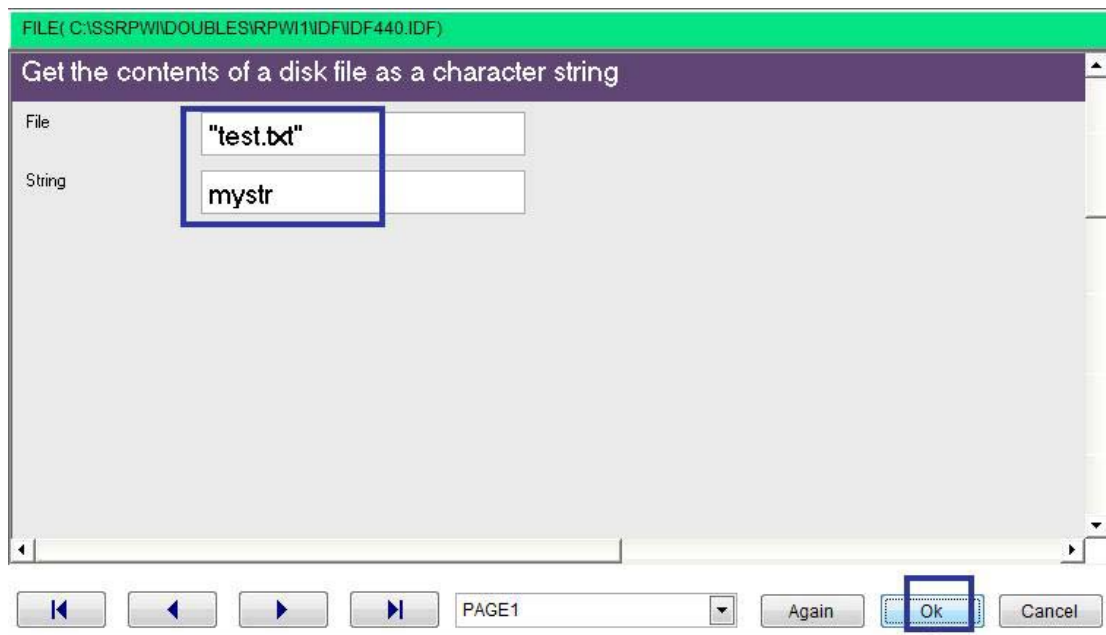 FILE( C:\SSRPWI\DOUBLES\RPWI1\IDF\IDF440.IDF)
Get the contents of a disk file as a character string
File
"test.txt"
String
mystr
PAGE1
Again
Ok
Cancel